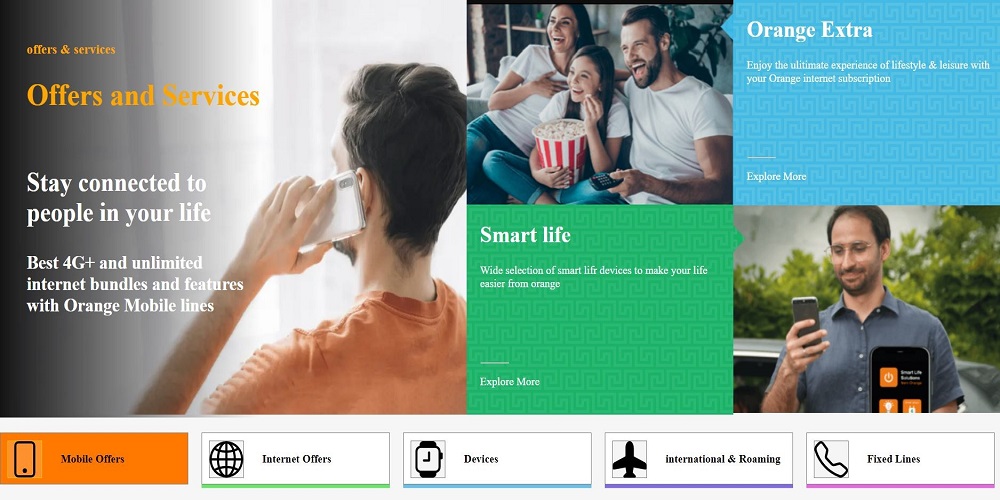 offers & services
Offers and Services
Stay connected to
people in your life
Best 4G+ and unlimited
internet bundles and features
with Orange Mobile lines
Orange Extra
Enjoy the ulitimate experience of lifestyle & leisure with
your Orange internet subscription
Explore More
Smart life
Wide selection of smart lifr devices to make your life
easier from orange
Explore More
Smart Life
Solutions
Mobile Offers
Internet Offers
Devices
international & Roaming
Fixed Lines